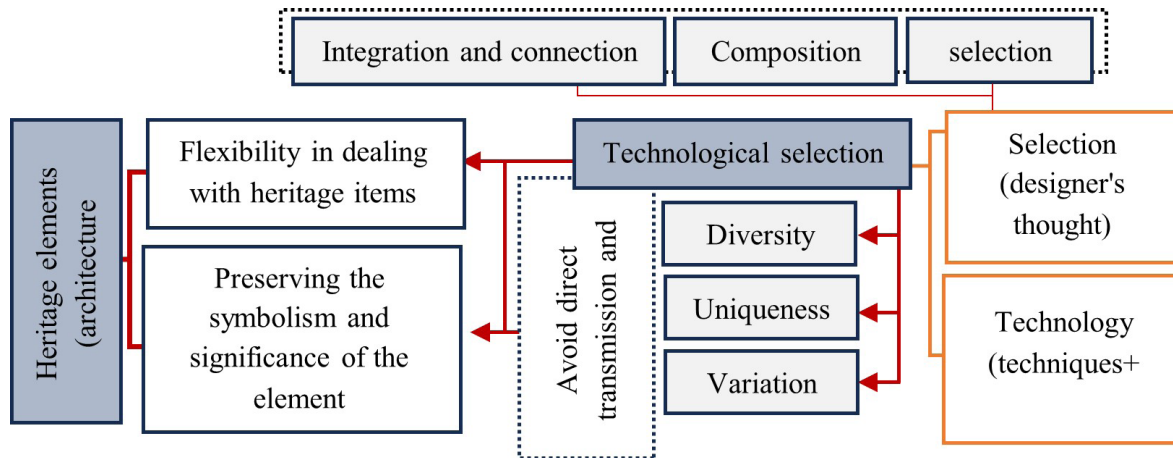 Integration and connection
Composition
selection
Heritage elements
(architecture
Flexibility in dealing
with heritage items
Preserving the
symbolism and
significance of the
element
Technological selection
Avoid direct
transmission and
Diversity
Uniqueness
Variation
Selection
(designer's
thought)
Technology
(techniques+